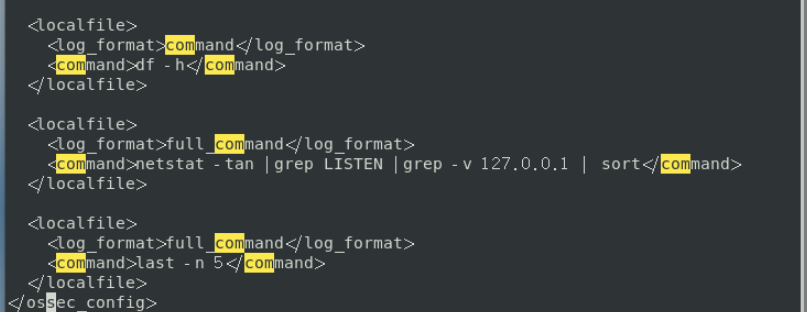 <localfile>
<log_format>command</log_format>
<command>df -h</command>
</localfile>
<localfile>
<log_format>full_command</log_format>
<command>netstat -tan |grep LISTEN |grep -v 127.0.0.1 | sort</command>
</localfile>
<localfile>
<log_format>full_command</log_format>
<command>last -n 5</command>
</localfile>
</ossec_config>